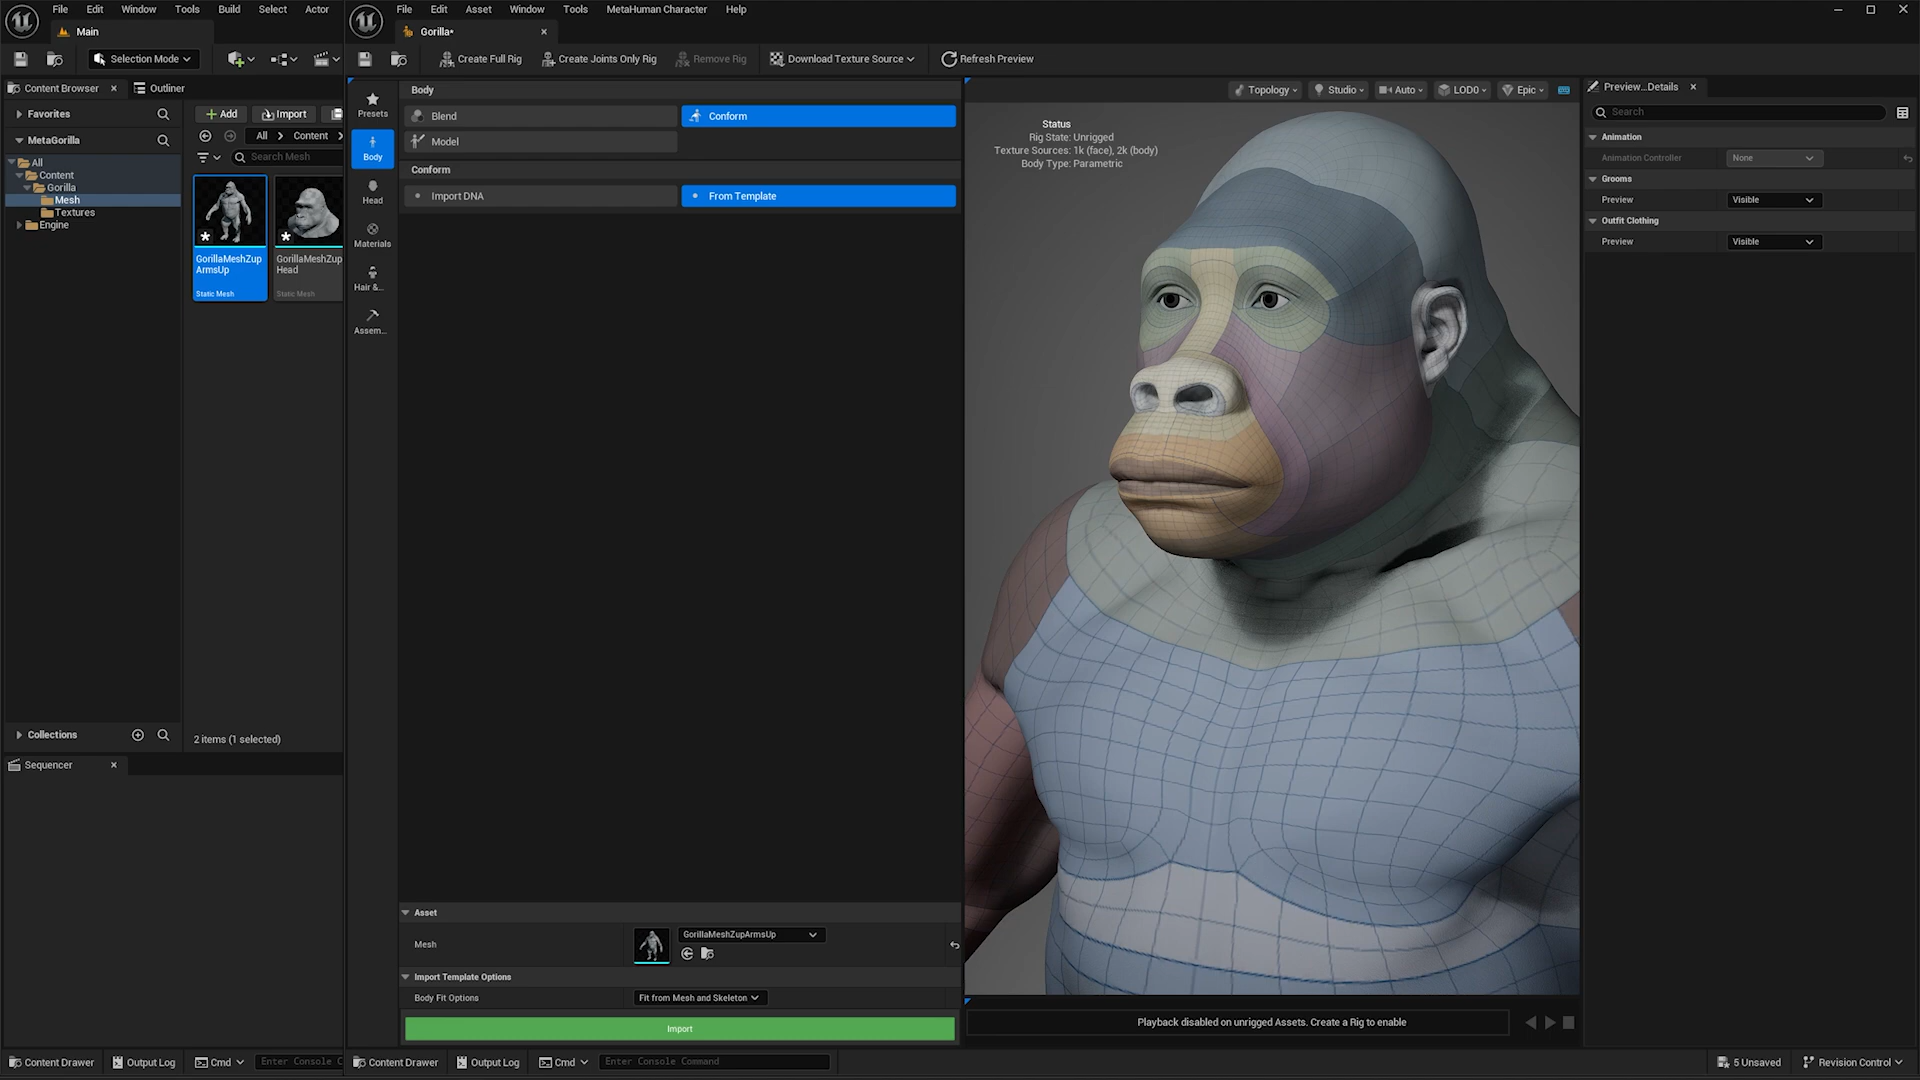 File Edit Window Tools Build Select Actor
Main
Selection Mode
Content Browser
Outliner
Favorites
Add
Import
MetaGorilla
All
Content
Search Mesh
All
Content
Gorilla
Mesh
Textures
Engine
GorillaMeshZup
ArmsUp
Static Mesh
GorillaMeshZup
Head
Static Mesh
Collections
2 items (1 selected)
Sequencer
Content Drawer
Output Log
Cmd
Enter Console C
File Edit Asset Window Tools MetaHuman Character Help
Gorilla*
Create Full Rig
Create Joints Only Rig
Remove Rig
Download Texture Source
Refresh Preview
Presets
Body
Head
Materials
Hair &...
Assem...
Body
Blend
Conform
Model
Conform
Import DNA
From Template
Asset
Mesh
GorillaMeshZupArmsUp
Import Template Options
Body Fit Options
Fit from Mesh and Skeleton
Import
Topology
Studio
Auto
LOD0
Epic
Status
Rig State: Unrigged
Texture Sources: 1k (face), 2k (body)
Body Type: Parametric
Playback disabled on unrigged Assets. Create a Rig to enable
Preview...Details
Search
Animation
Animation Controller
None
Grooms
Preview
Visible
Outfit Clothing
Preview
Visible
Content Drawer
Output Log
Cmd
Enter Console Command
5 Unsaved
Revision Control